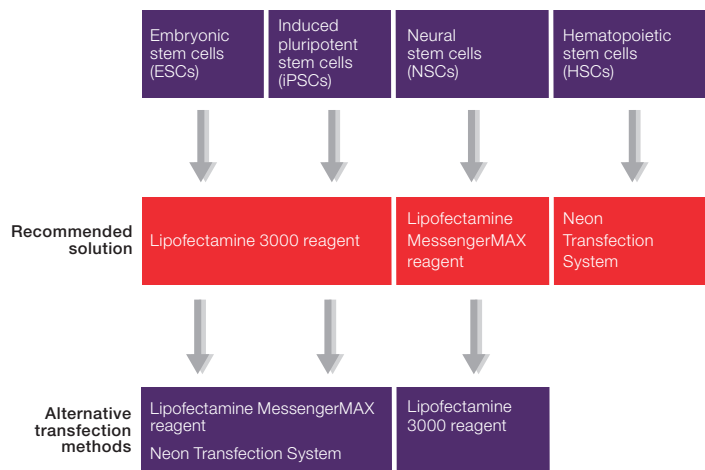 Embryonic
stem cells
(ESCs)
Induced
pluripotent
stem cells
(iPSCs)
Neural
stem cells
(NSCs)
Hematopoietic
stem cells
(HSCs)
Recommended
solution
Lipofectamine 3000 reagent
Lipofectamine
MessengerMAX
reagent
Neon
Transfection
System
Alternative
transfection
methods
Lipofectamine MessengerMAX
reagent
Neon Transfection System
Lipofectamine
3000 reagent